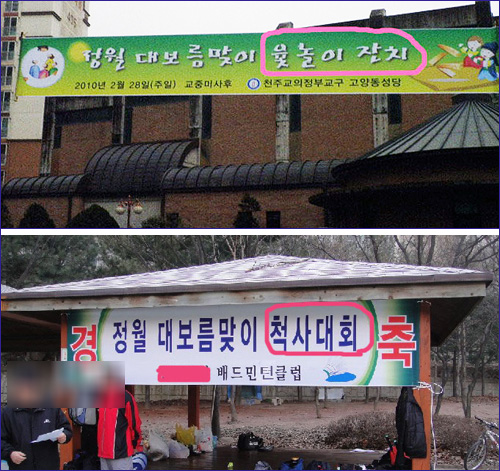 정월 대보름맞이 윷놀이 잔치
2010년 2월 28일(주일) 교중미사후 천주교의정부교구 고양동성당
경 정월 대보름맞이 척사대회 축
배드민턴클럽